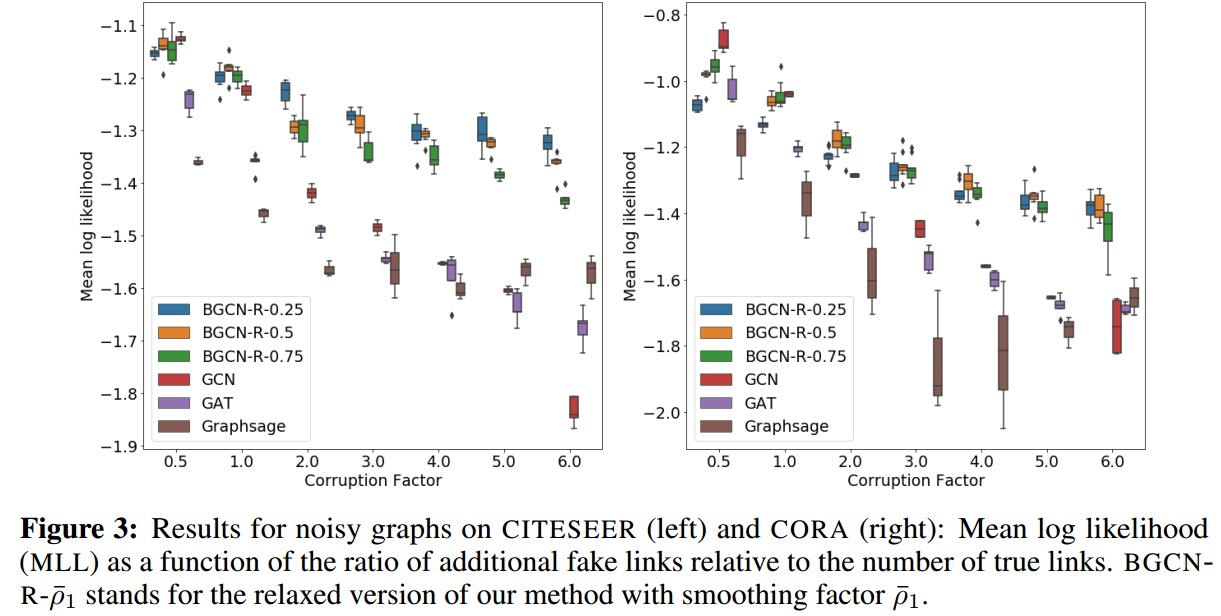 −1.1
−1.2
−1.3
−1.4
−1.5
−1.6
−1.7
−1.8
−1.9
Mean log likelihood
BGCN-R-0.25
BGCN-R-0.5
BGCN-R-0.75
GCN
GAT
Graphsage
0.5 1.0 2.0 3.0 4.0 5.0 6.0
Corruption Factor
−0.8
−1.0
−1.2
−1.4
−1.6
−1.8
−2.0
Mean log likelihood
BGCN-R-0.25
BGCN-R-0.5
BGCN-R-0.75
GCN
GAT
Graphsage
0.5 1.0 2.0 3.0 4.0 5.0 6.0
Corruption Factor
Figure 3: Results for noisy graphs on CITESEER (left) and CORA (right): Mean log likelihood
(MLL) as a function of the ratio of additional fake links relative to the number of true links. BGCN-
R-ρ̄₁ stands for the relaxed version of our method with smoothing factor ρ̄₁.